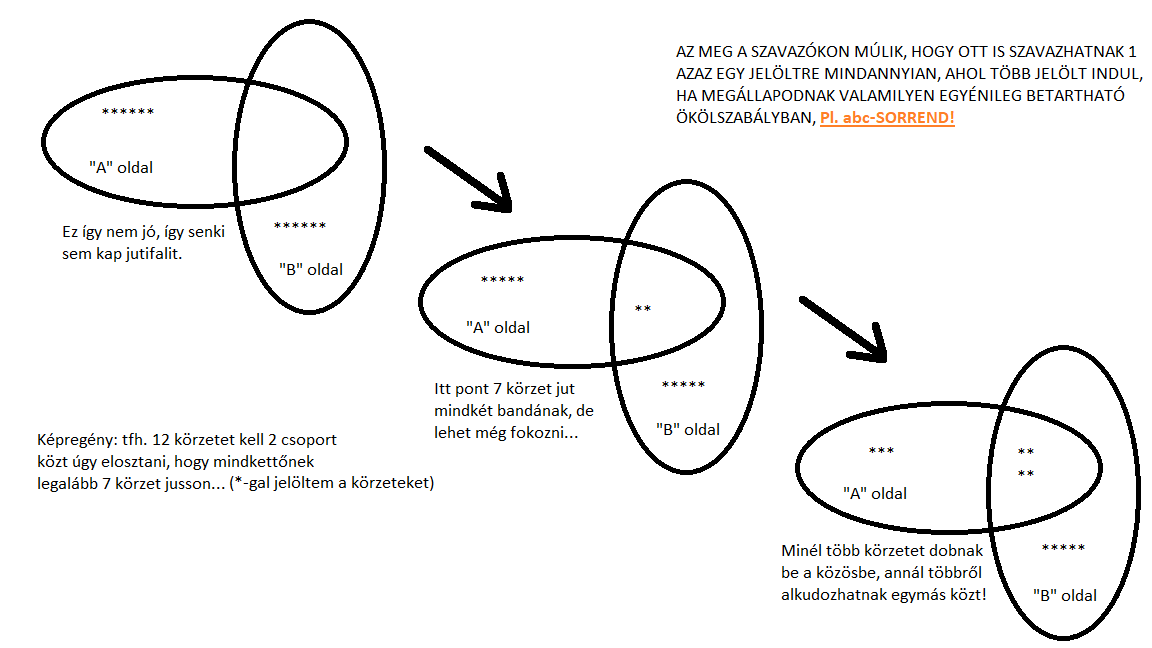 AZ MEG A SZAVAZÓKON MÚLIK, HOGY OTT IS SZAVAZHATNAK 1
AZAZ EGY JELÖLTRE MINDANNYIAN, AHOL TÖBB JELÖLT INDUL,
HA MEGÁLLAPODNAK VALAMILYEN EGYÉNILEG BETARTHATÓ
ÖKÖLSZABÁLYBAN, Pl. abc-SORREND!
******
"A" oldal
Ez így nem jó, így senki
sem kap jutifalit.
******
"B" oldal
*****
"A" oldal
**
*****
"B" oldal
Itt pont 7 körzet jut
mindkét bandának, de
lehet még fokozni...
Képregény: tfh. 12 körzetet kell 2 csoport
közt úgy elosztani, hogy mindkettőnek
legalább 7 körzet jusson... (*-gal jelöltem a körzeteket)
***
"A" oldal
**
**
*****
"B" oldal
Minél több körzetet dobnak
be a közösbe, annál többről
alkudozhatnak egymás közt!